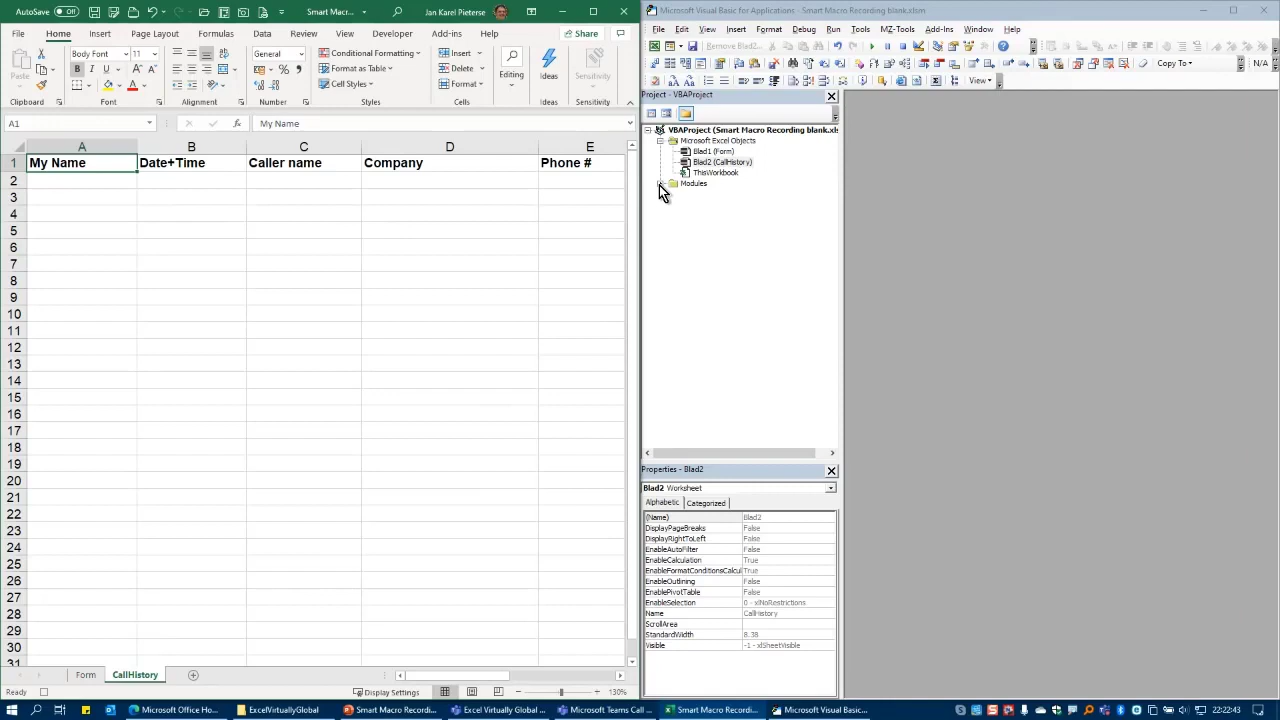 AutoSave Off Smart Mac... Jan Karel Pieterse
File Home Insert Page Layout Formulas Data Review View Developer Add-ins Help Share
Paste Body Font 11 General Conditional Formatting Insert Editing Ideas Sensitivity
B I U A Format as Table Delete
Cell Styles Format
Clipboard Font Alignment Number Styles Cells Ideas Sensitivity
A1 fx My Name
A B C D E
1 My Name Date+Time Caller name Company Phone #
2
3
4
5
6
7
8
9
10
11
12
13
14
15
16
17
18
19
20
21
22
23
24
25
26
27
28
29
30
31
Form CallHistory
Ready Display Settings 130%
Microsoft Visual Basic for Applications - Smart Macro Recording blank.xlsm
File Edit View Insert Format Debug Run Tools MZ-Tools Add-Ins Window Help
Remove Blad2...
Copy To N/A
View
Project - VBAProject
VBAProject (Smart Macro Recording blank.xls
Microsoft Excel Objects
Blad1 (Form)
Blad2 (CallHistory)
ThisWorkbook
Modules
Properties - Blad2
Blad2 Worksheet
Alphabetic Categorized
(Name) Blad2
DisplayPageBreaks False
DisplayRightToLeft False
EnableAutoFilter False
EnableCalculation True
EnableFormatConditionsCalcul True
EnableOutlining False
EnablePivotTable False
EnableSelection 0 - xlNoRestrictions
Name CallHistory
ScrollArea
StandardWidth 8.38
Visible -1 - xlSheetVisible
Microsoft Office Ho... ExcelVirtuallyGlobal Smart Macro Recordi... Excel Virtually Global... Microsoft Teams Call ... Smart Macro Recordi... Microsoft Visual Basic... 22:22:43